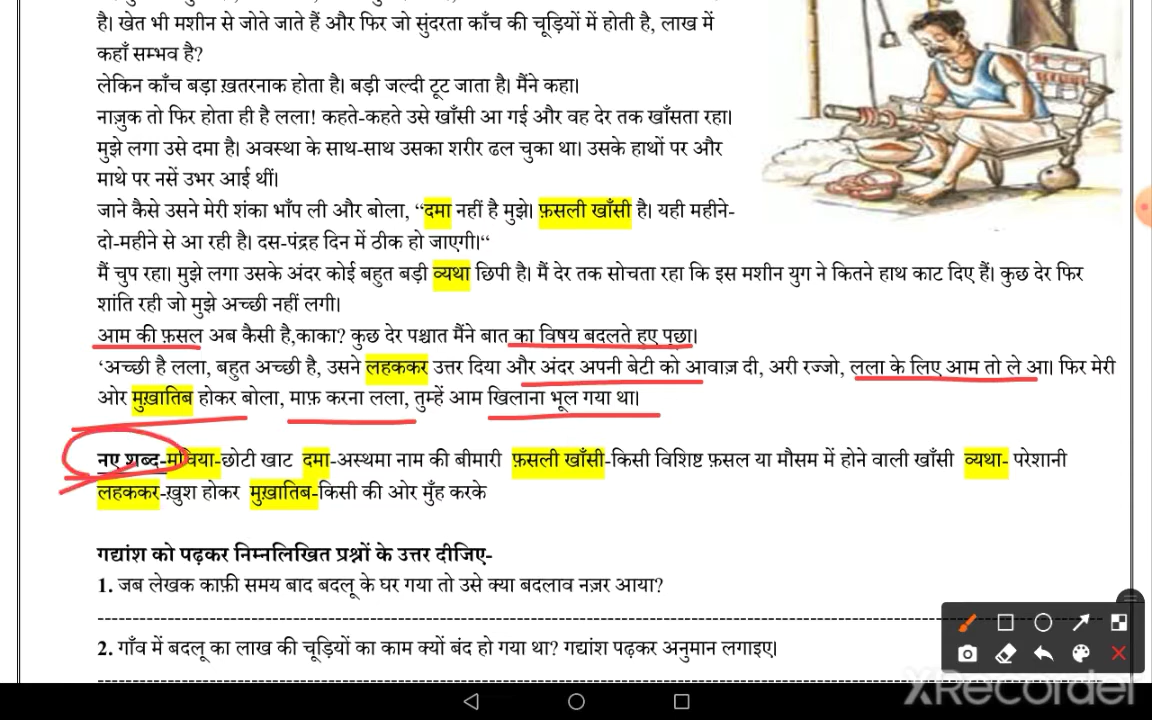 है। खेत भी मशीन से जोते जाते हैं और फिर जो सुंदरता काँच की चूड़ियों में होती है, लाख में
कहाँ सम्भव है?
लेकिन काँच बड़ा ख़तरनाक होता है। बड़ी जल्दी टूट जाता है। मैंने कहा।
नाज़ुक तो फिर होता ही है लला! कहते-कहते उसे खाँसी आ गई और वह देर तक खाँसता रहा।
मुझे लगा उसे दमा है। अवस्था के साथ-साथ उसका शरीर ढल चुका था। उसके हाथों पर और
माथे पर नसें उभर आई थीं।
जाने कैसे उसने मेरी शंका भाँप ली और बोला, “दमा नहीं है मुझे। फ़सली खाँसी है। यही महीने-
दो-महीने से आ रही है। दस-पंद्रह दिन में ठीक हो जाएगी।“
मैं चुप रहा। मुझे लगा उसके अंदर कोई बहुत बड़ी व्यथा छिपी है। मैं देर तक सोचता रहा कि इस मशीन युग ने कितने हाथ काट दिए हैं। कुछ देर फिर
शांति रही जो मुझे अच्छी नहीं लगी।
आम की फ़सल अब कैसी है,काका? कुछ देर पश्चात मैंने बात का विषय बदलते हुए पूछा।
‘अच्छी है लला, बहुत अच्छी है, उसने लहककर उत्तर दिया और अंदर अपनी बेटी को आवाज़ दी, अरी रज्जो, लला के लिए आम तो ले आ। फिर मेरी
ओर मुख़ातिब होकर बोला, माफ़ करना लला, तुम्हें आम खिलाना भूल गया था।
नए शब्द-मचिया-छोटी खाट दमा-अस्थमा नाम की बीमारी फ़सली खाँसी-किसी विशिष्ट फ़सल या मौसम में होने वाली खाँसी व्यथा- परेशानी
लहककर-ख़ुश होकर मुख़ातिब-किसी की ओर मुँह करके
गद्यांश को पढ़कर निम्नलिखित प्रश्नों के उत्तर दीजिए-
1. जब लेखक काफ़ी समय बाद बदलू के घर गया तो उसे क्या बदलाव नज़र आया?
2. गाँव में बदलू का लाख की चूड़ियों का काम क्यों बंद हो गया था? गद्यांश पढ़कर अनुमान लगाइए।
XRecorder